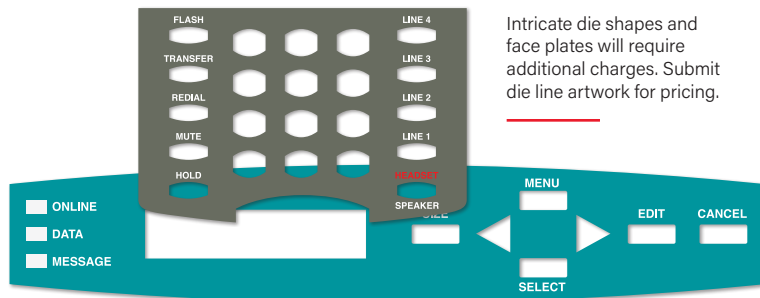 FLASH
TRANSFER
REDIAL
MUTE
HOLD
LINE 4
LINE 3
LINE 2
LINE 1
HEADSET
SPEAKER
Intricate die shapes and
face plates will require
additional charges. Submit
die line artwork for pricing.
ONLINE
DATA
MESSAGE
MENU
SELECT
EDIT
CANCEL